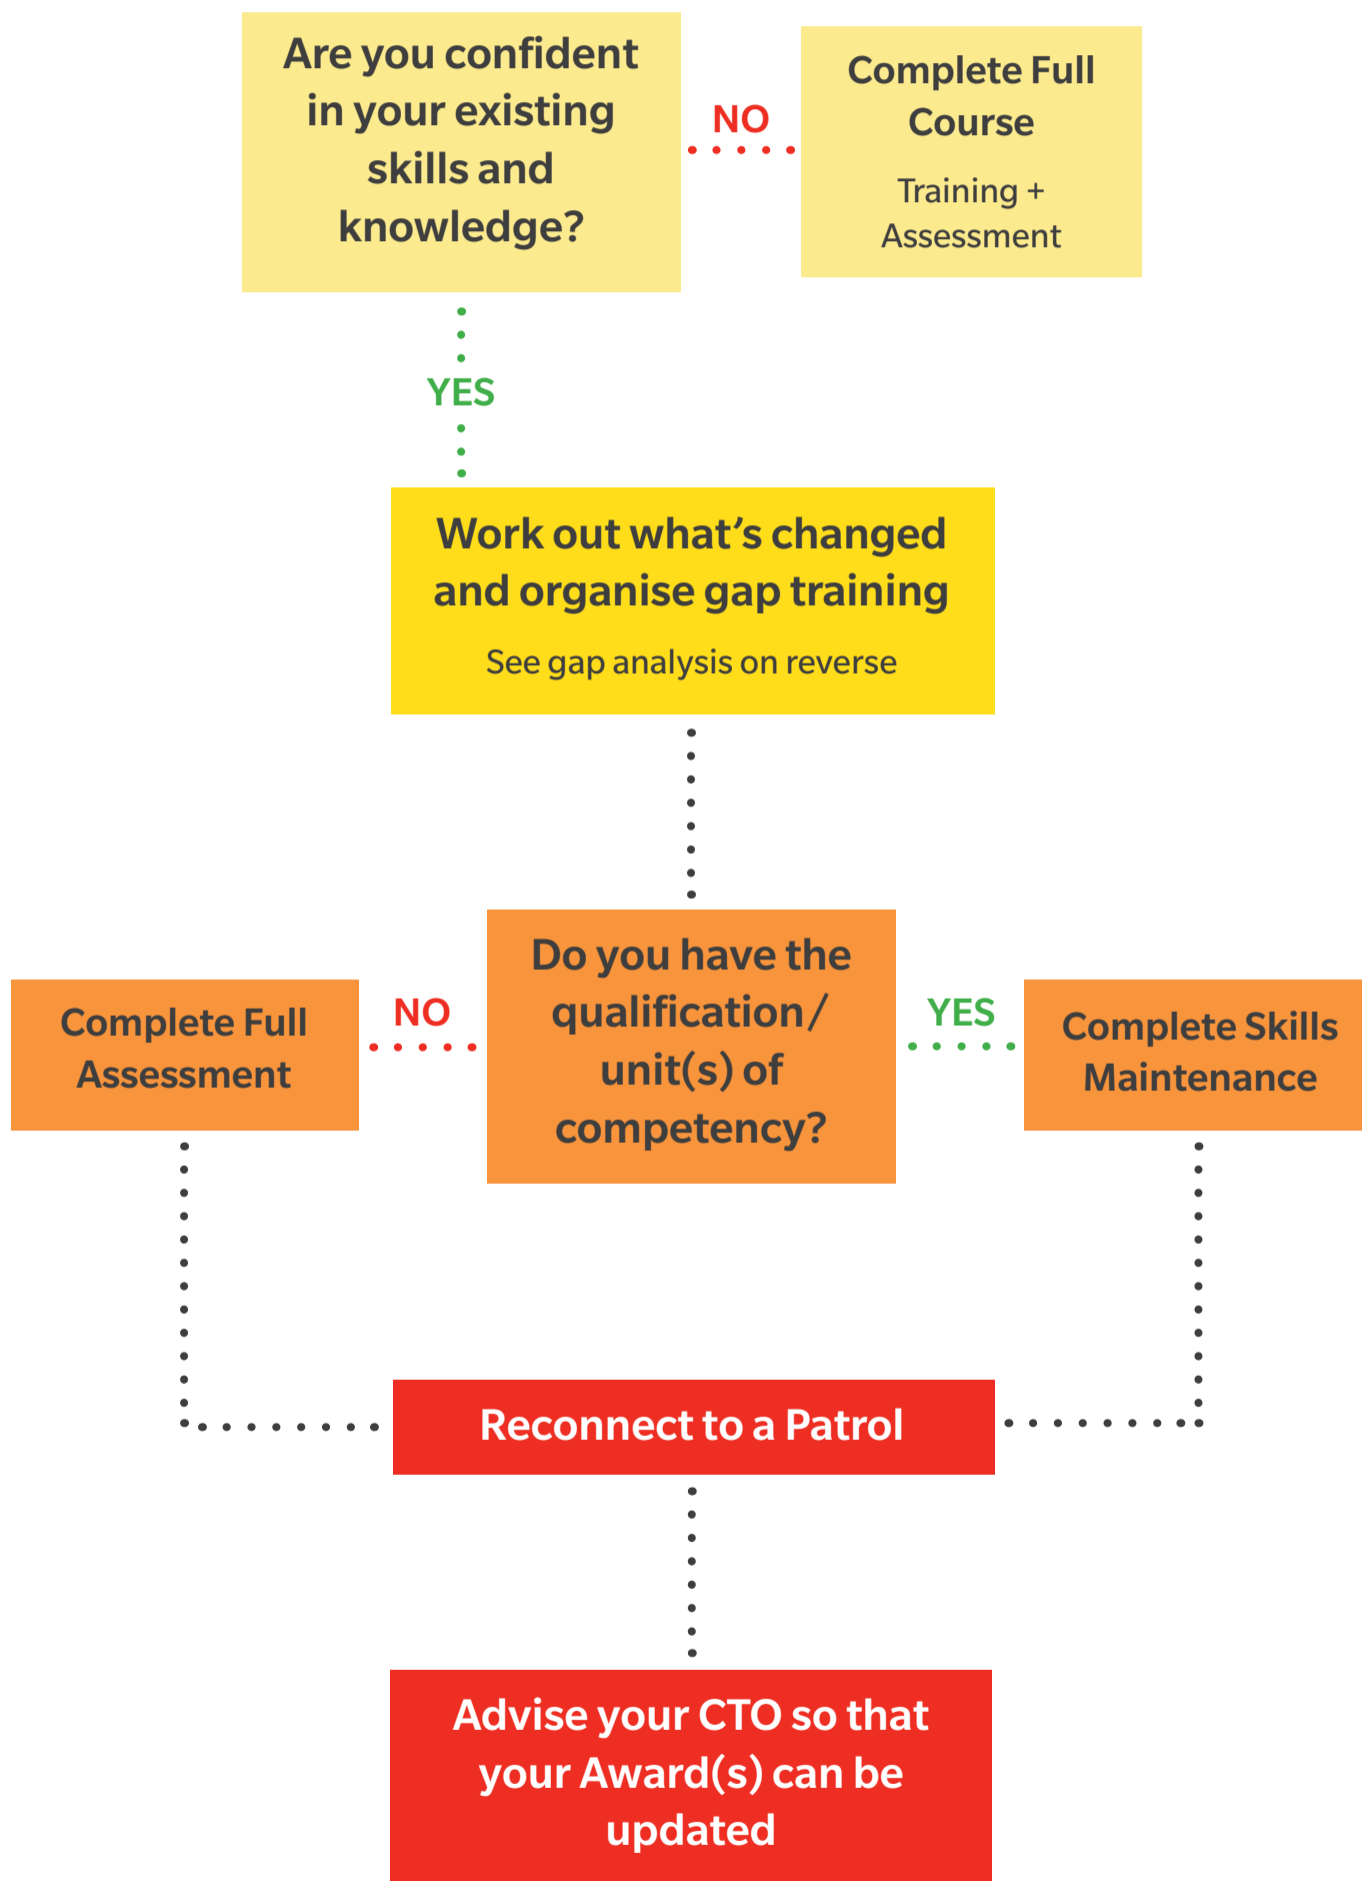 Are you confident
in your existing
skills and
knowledge?
NO
Complete Full
Course
Training +
Assessment
YES
Work out what’s changed
and organise gap training
See gap analysis on reverse
Complete Full
Assessment
NO
Do you have the
qualification/
unit(s) of
competency?
YES
Complete Skills
Maintenance
Reconnect to a Patrol
Advise your CTO so that
your Award(s) can be
updated